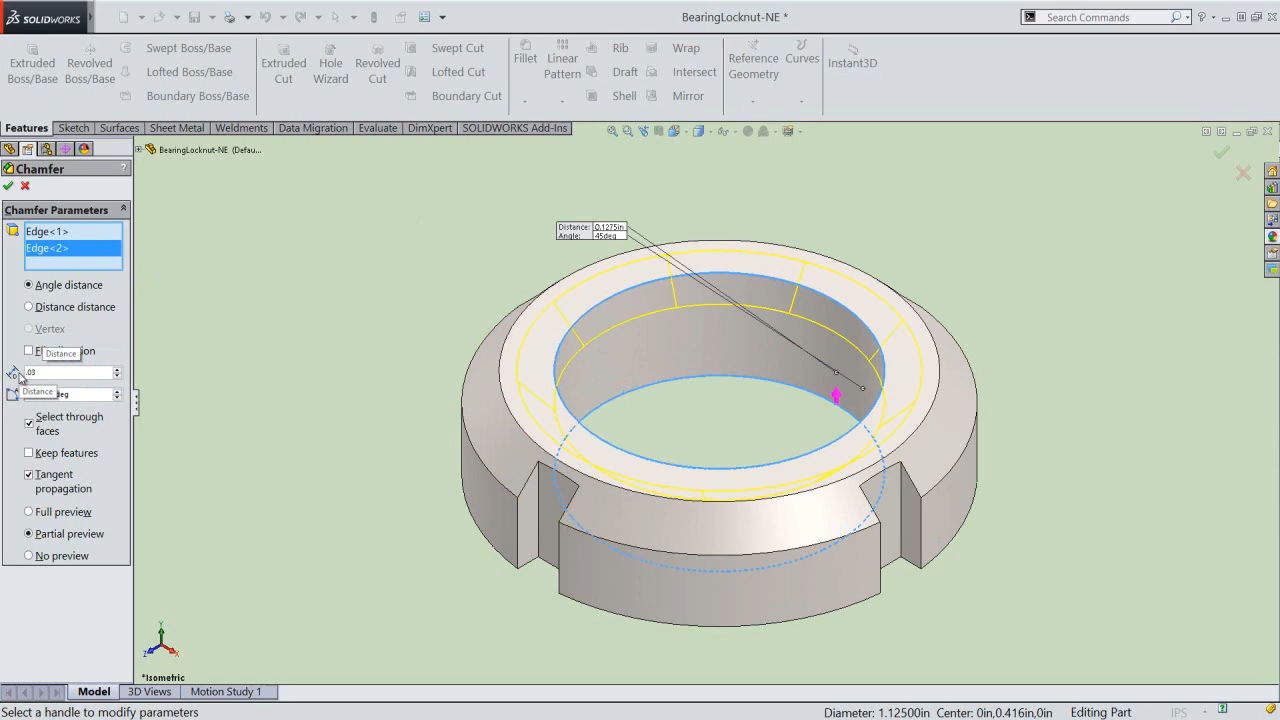 SOLIDWORKS
BearingLocknut-NE *
Search Commands
Extruded Boss/Base
Revolved Boss/Base
Swept Boss/Base
Lofted Boss/Base
Boundary Boss/Base
Extruded Cut
Hole Wizard
Revolved Cut
Swept Cut
Lofted Cut
Boundary Cut
Fillet
Linear Pattern
Rib
Draft
Shell
Wrap
Intersect
Mirror
Reference Geometry
Curves
Instant3D
Features
Sketch
Surfaces
Sheet Metal
Weldments
Data Migration
Evaluate
DimXpert
SOLIDWORKS Add-Ins
BearingLocknut-NE (Defau...
Chamfer
?
Chamfer Parameters
Edge<1>
Edge<2>
Angle distance
Distance distance
Vertex
Distance
.03
Distance
deg
Select through
faces
Keep features
Tangent
propagation
Full preview
Partial preview
No preview
Distance: 0.1275in
Angle: 45deg
Y
Z
X
*Isometric
Model
3D Views
Motion Study 1
Select a handle to modify parameters
Diameter: 1.12500in Center: 0in,0.416in,0in
Editing Part
IPS